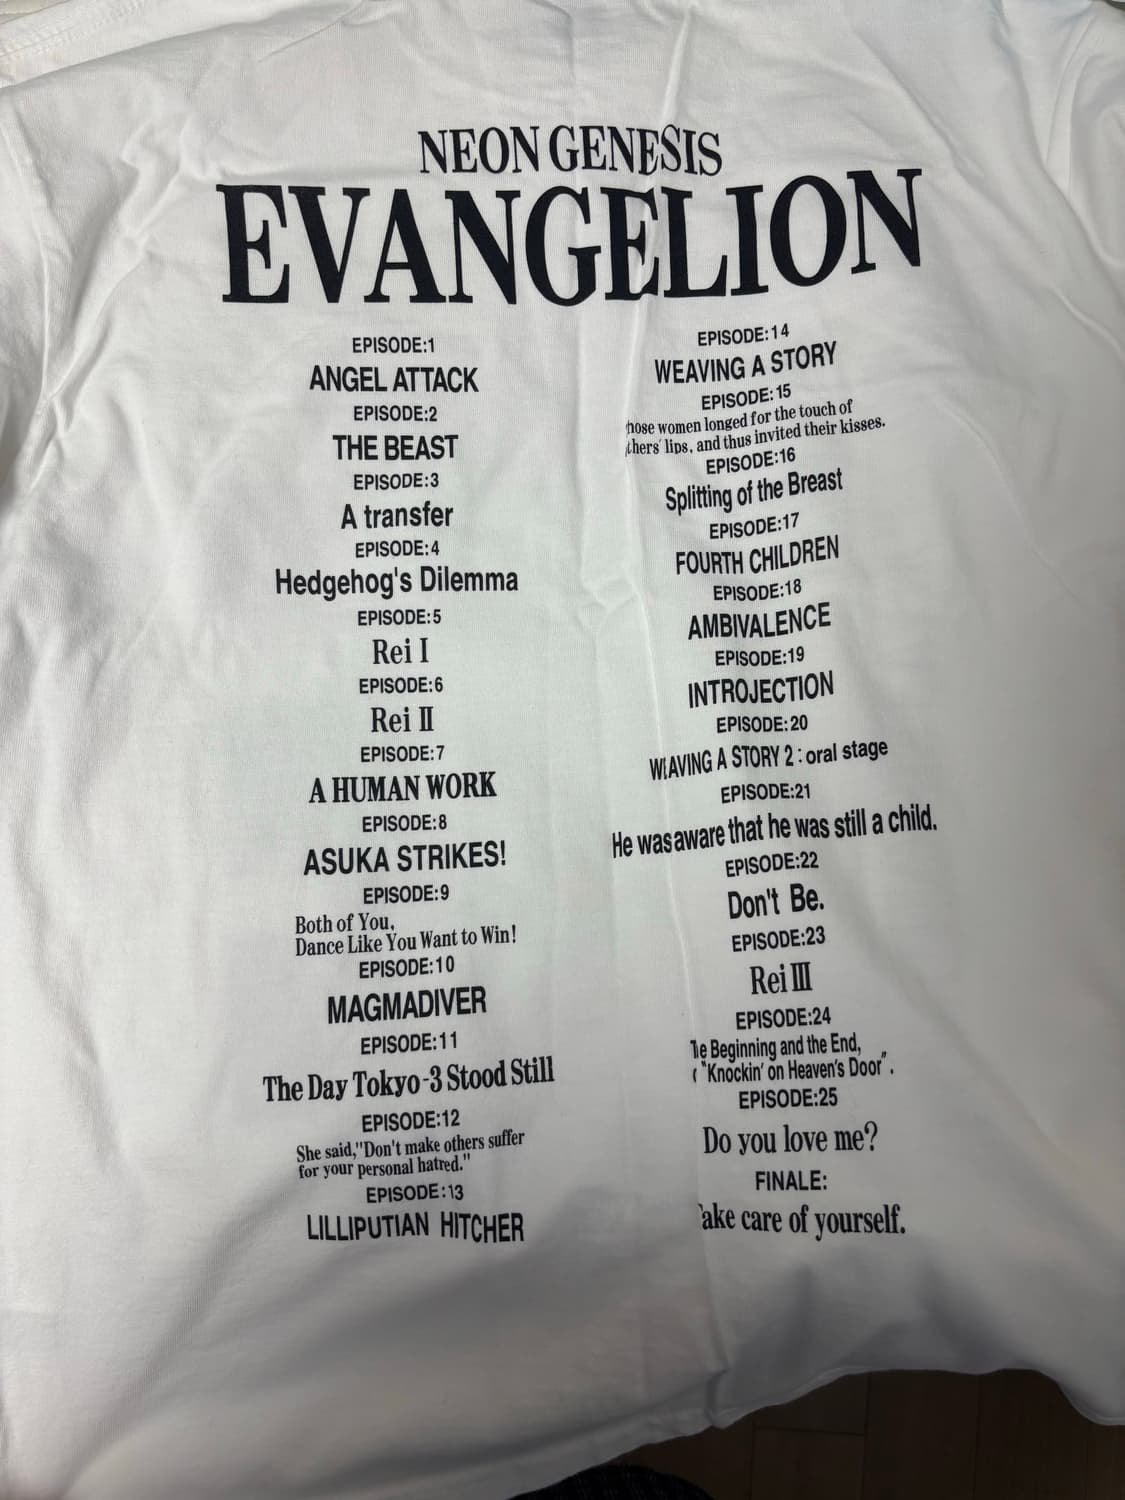 NEON GENESIS
EVANGELION
EPISODE:1
ANGEL ATTACK
EPISODE:2
THE BEAST
EPISODE:3
A transfer
EPISODE:4
Hedgehog's Dilemma
EPISODE:5
Rei I
EPISODE:6
Rei II
EPISODE:7
A HUMAN WORK
EPISODE:8
ASUKA STRIKES!
EPISODE:9
Both of You,
Dance Like You Want to Win!
EPISODE:10
MAGMADIVER
EPISODE:11
The Day Tokyo-3 Stood Still
EPISODE:12
She said,"Don't make others suffer
for your personal hatred."
EPISODE:13
LILLIPUTIAN HITCHER
EPISODE:14
WEAVING A STORY
EPISODE:15
women longed for the touch of
lips, and thus invited their kisses.
EPISODE:16
Splitting of the Breast
EPISODE:17
FOURTH CHILDREN
EPISODE:18
AMBIVALENCE
EPISODE:19
INTROJECTION
EPISODE:20
WEAVING A STORY 2 : oral stage
EPISODE:21
He was aware that he was still a child.
EPISODE:22
Don't Be.
EPISODE:23
Rei III
EPISODE:24
The Beginning and the End,
"Knockin' on Heaven's Door".
EPISODE:25
Do you love me?
FINALE:
Take care of yourself.